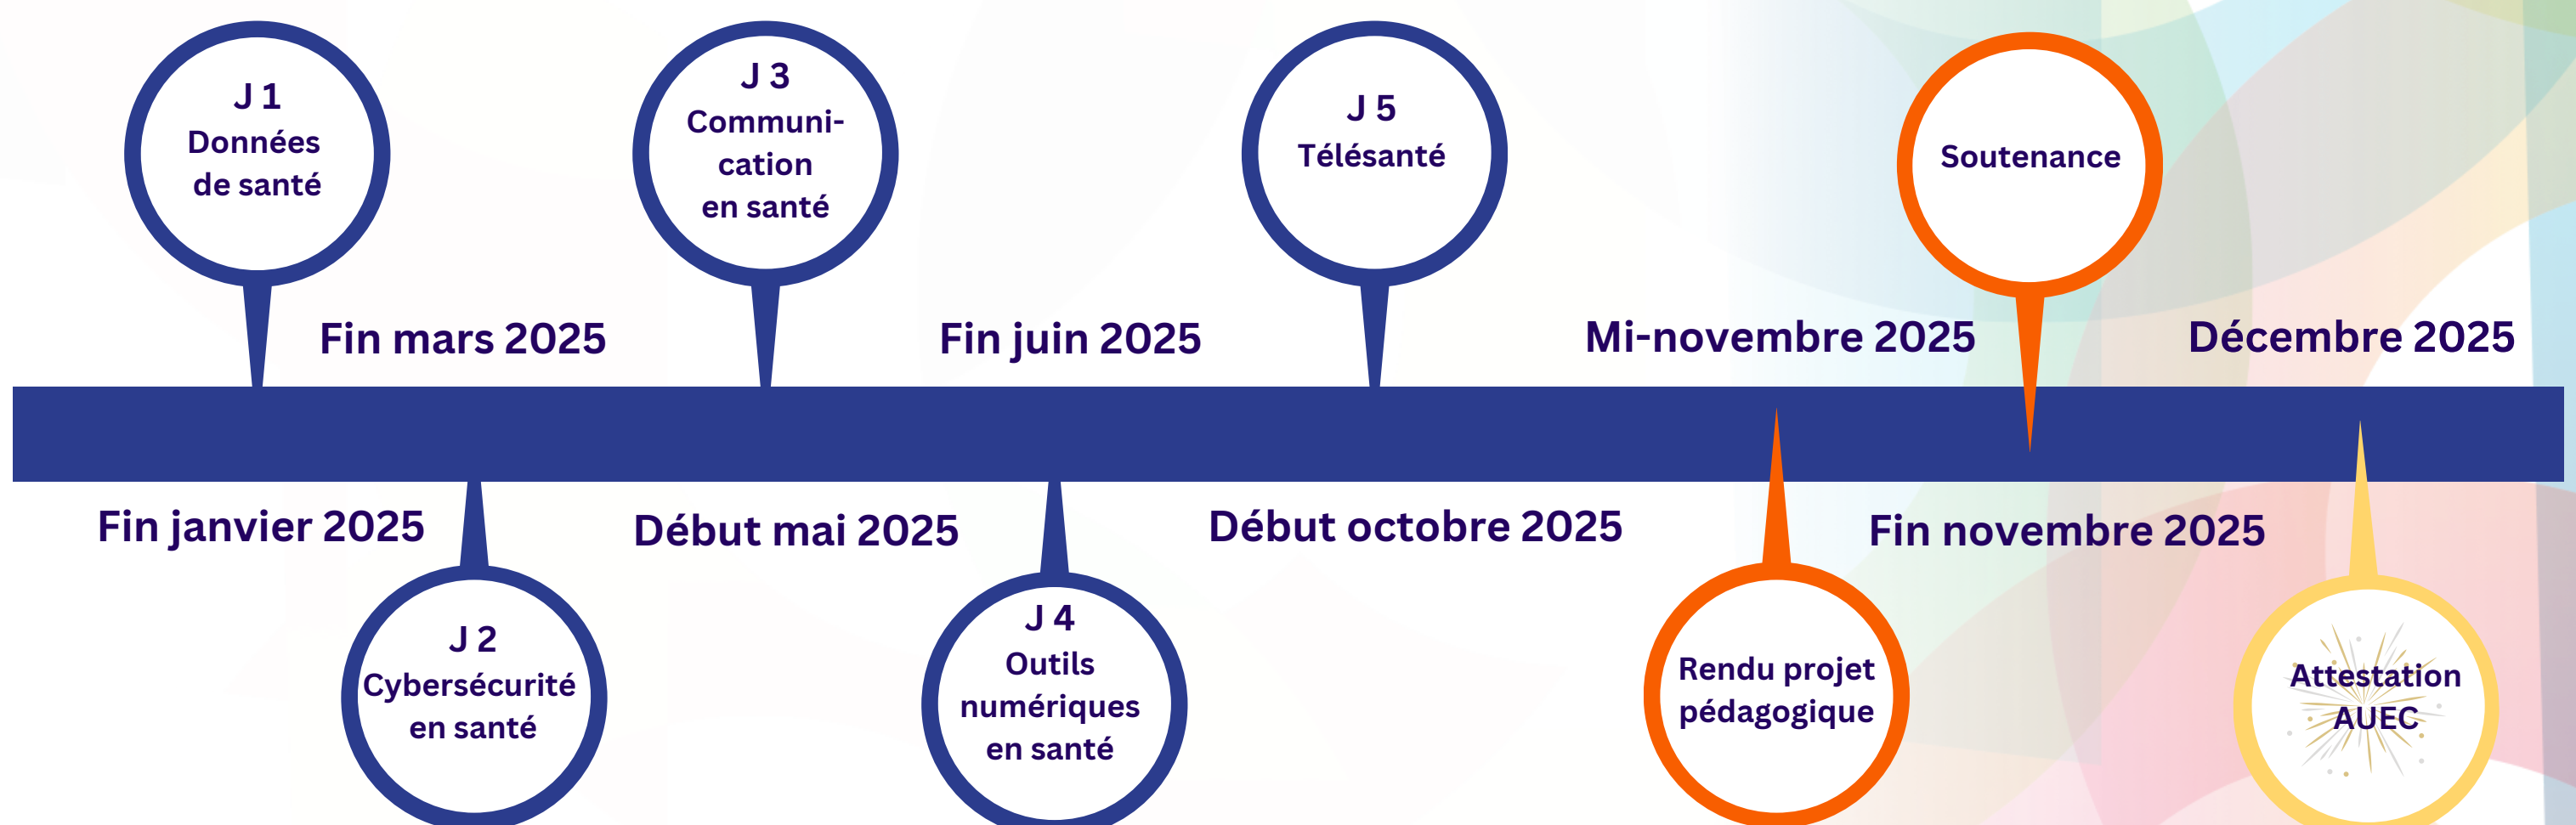 J 1
Données
de santé
Fin janvier 2025
Fin mars 2025
J 2
Cybersécurité
en santé
J 3
Communi-
cation
en santé
Début mai 2025
Fin juin 2025
J 4
Outils
numériques
en santé
J 5
Télésanté
Début octobre 2025
Mi-novembre 2025
Rendu projet
pédagogique
Soutenance
Fin novembre 2025
Décembre 2025
Attestation
AUEC